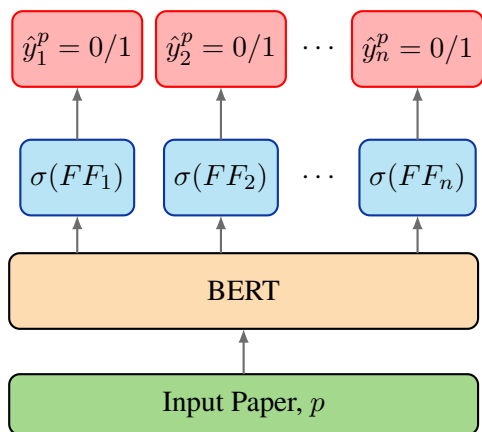 ŷ₁ᵖ = 0/1 ŷ₂ᵖ = 0/1 ··· ŷₙᵖ = 0/1
σ(FF₁) σ(FF₂) ··· σ(FFₙ)
BERT
Input Paper, p